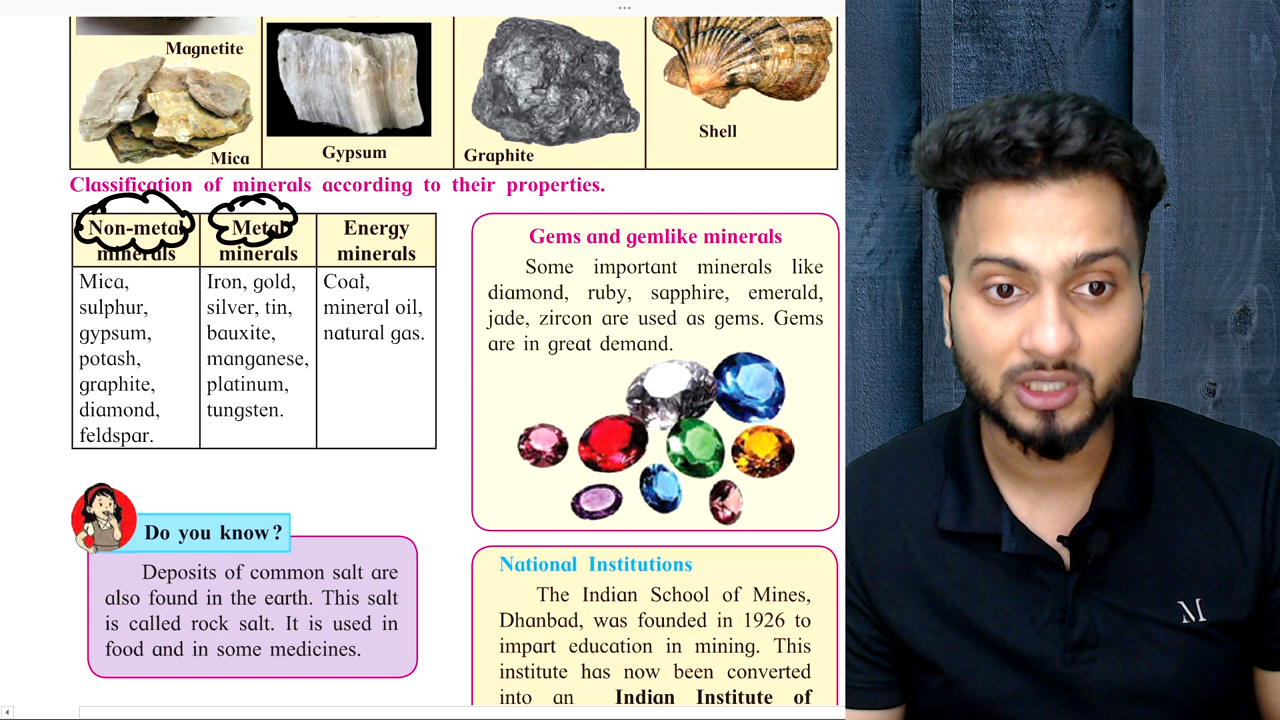 Magnetite
Mica
Gypsum
Graphite
Shell
Classification of minerals according to their properties.
Non-metal
minerals
Metal
minerals
Energy
minerals
Mica,
sulphur,
gypsum,
potash,
graphite,
diamond,
feldspar.
Iron, gold,
silver, tin,
bauxite,
manganese,
platinum,
tungsten.
Coal,
mineral oil,
natural gas.
Gems and gemlike minerals
Some important minerals like
diamond, ruby, sapphire, emerald,
jade, zircon are used as gems. Gems
are in great demand.
Do you know?
Deposits of common salt are
also found in the earth. This salt
is called rock salt. It is used in
food and in some medicines.
National Institutions
The Indian School of Mines,
Dhanbad, was founded in 1926 to
impart education in mining. This
institute has now been converted
into an Indian Institute of
M